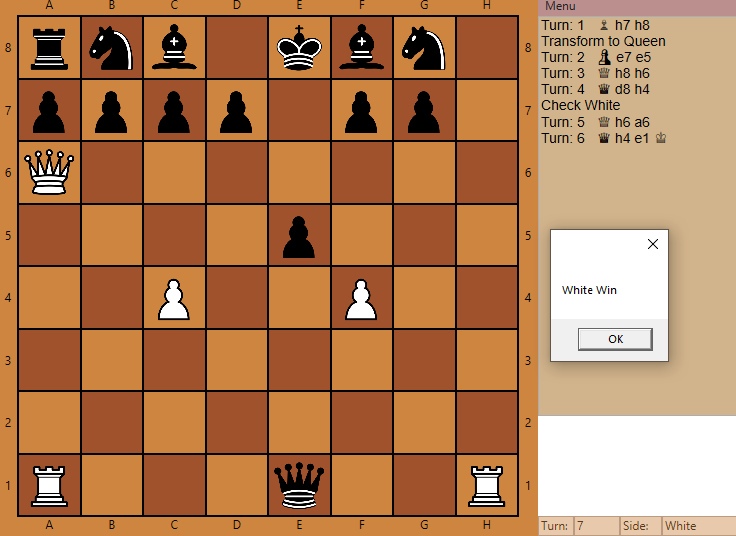 A B C D E F G H
Menu
8 8
Turn: 1 ♙ h7 h8
Transform to Queen
Turn: 2 ♝ e7 e5
Turn: 3 ♕ h8 h6
Turn: 4 ♛ d8 h4
Check White
Turn: 5 ♕ h6 a6
Turn: 6 ♛ h4 e1 ♔
7 7
6 6
5 5
White Win
OK
4 4
3 3
2 2
1 1
A B C D E F G H
Turn: 7 Side: White